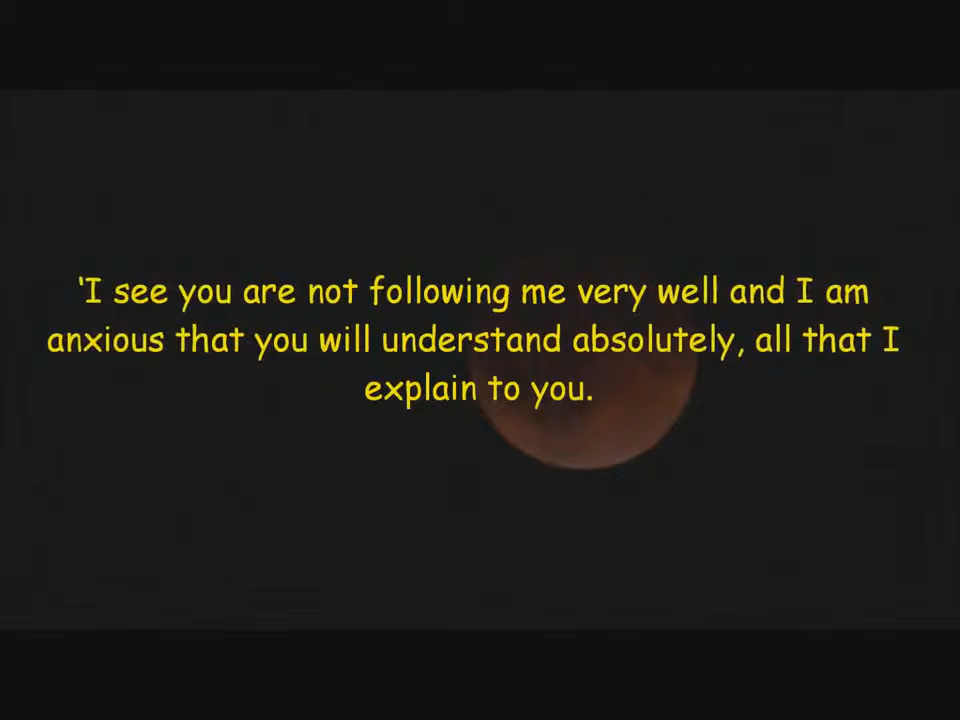 ‘I see you are not following me very well and I am
anxious that you will understand absolutely, all that I
explain to you.